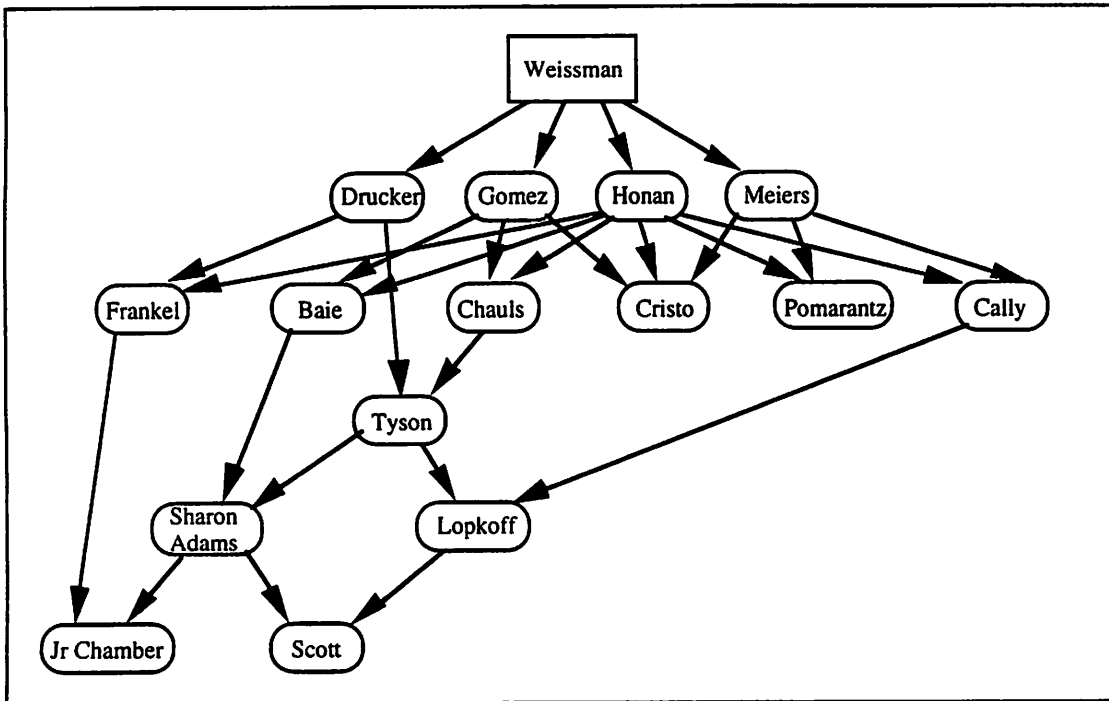 Weissman
Drucker
Gomez
Honan
Meiers
Frankel
Baie
Chauls
Cristo
Pomarantz
Cally
Tyson
Sharon
Adams
Lopkoff
Jr Chamber
Scott